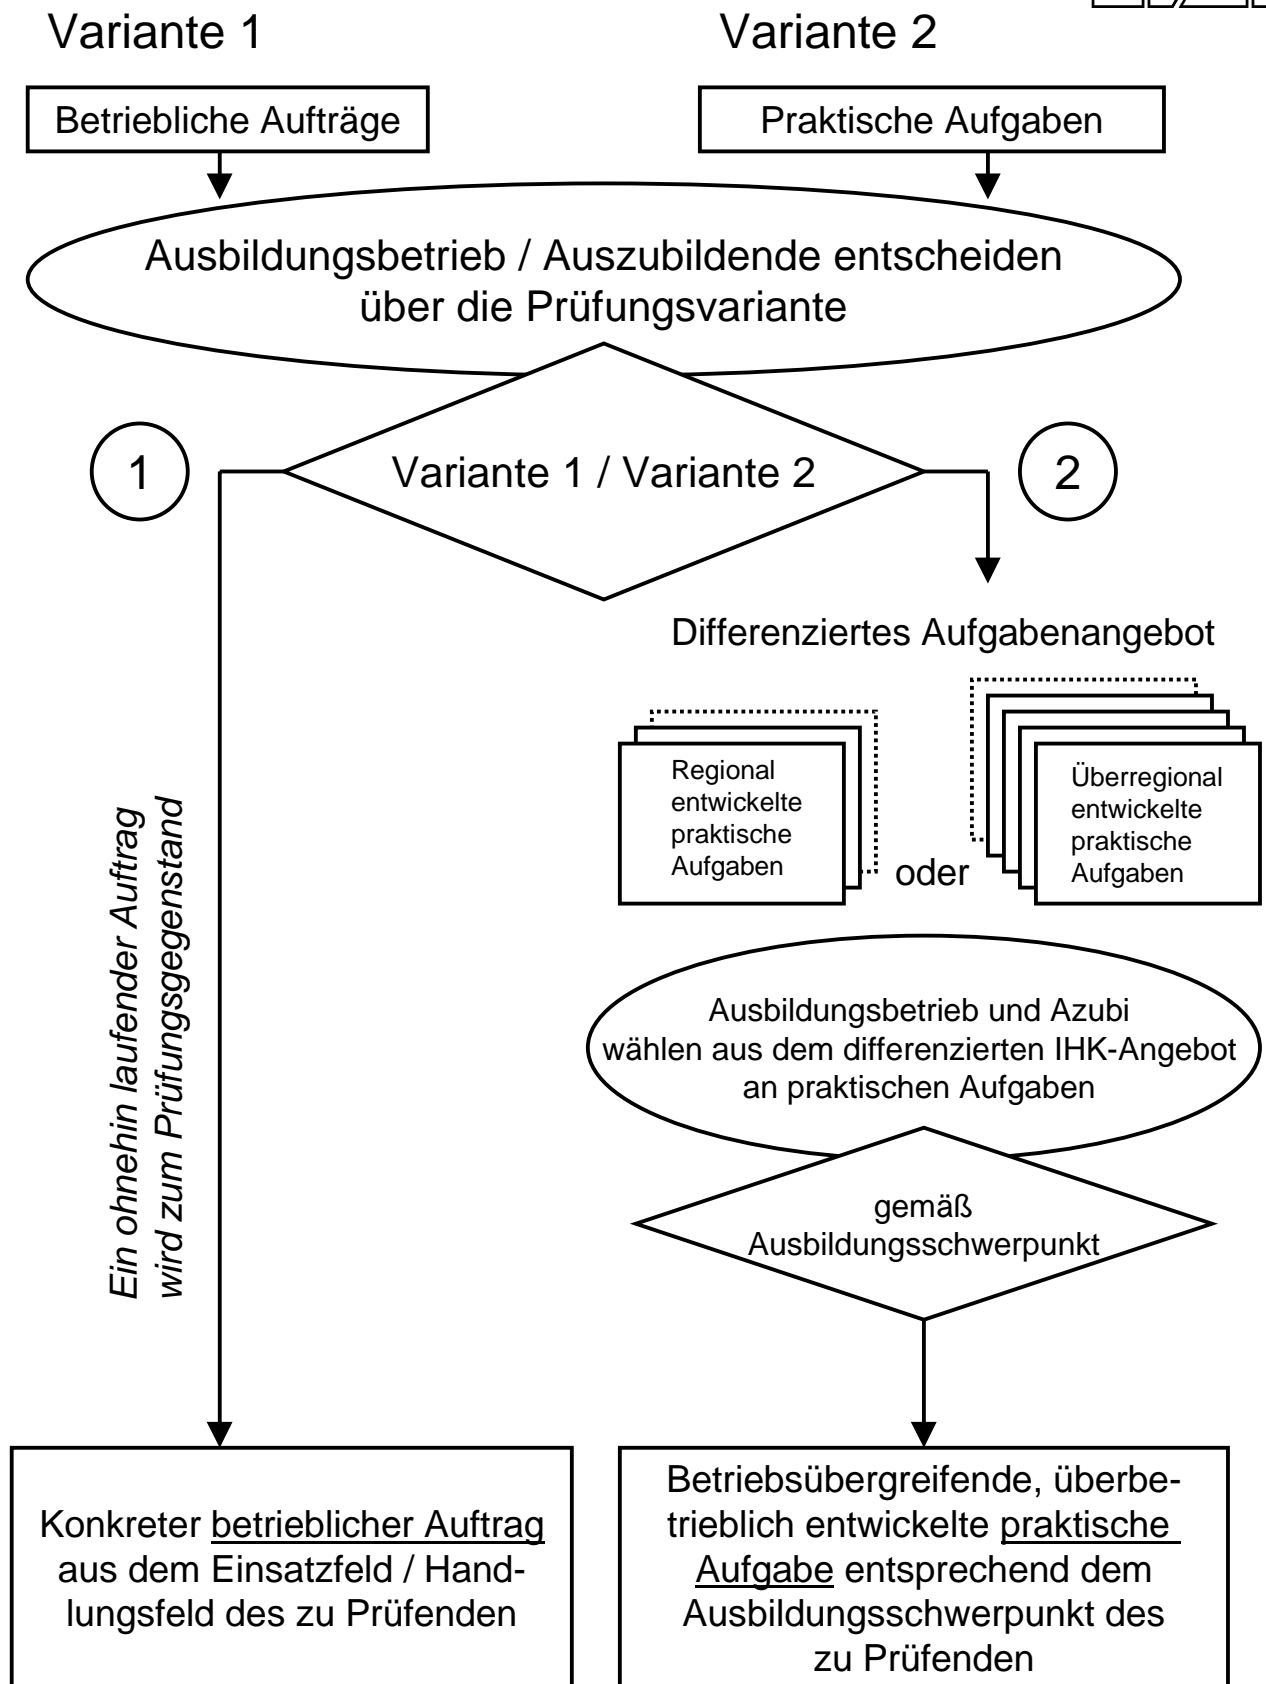 Variante 1
Variante 2
Betriebliche Aufträge
Praktische Aufgaben
Ausbildungsbetrieb / Auszubildende entscheiden
über die Prüfungsvariante
1
Variante 1 / Variante 2
2
Differenziertes Aufgabenangebot
Regional
entwickelte
praktische
Aufgaben
oder
Überregional
entwickelte
praktische
Aufgaben
Ein ohnehin laufender Auftrag
wird zum Prüfungsgegenstand
Ausbildungsbetrieb und Azubi
wählen aus dem differenzierten IHK-Angebot
an praktischen Aufgaben
gemäß
Ausbildungsschwerpunkt
Konkreter betrieblicher Auftrag
aus dem Einsatzfeld / Hand-
lungsfeld des zu Prüfenden
Betriebsübergreifende, überbe-
trieblich entwickelte praktische
Aufgabe entsprechend dem
Ausbildungsschwerpunkt des
zu Prüfenden